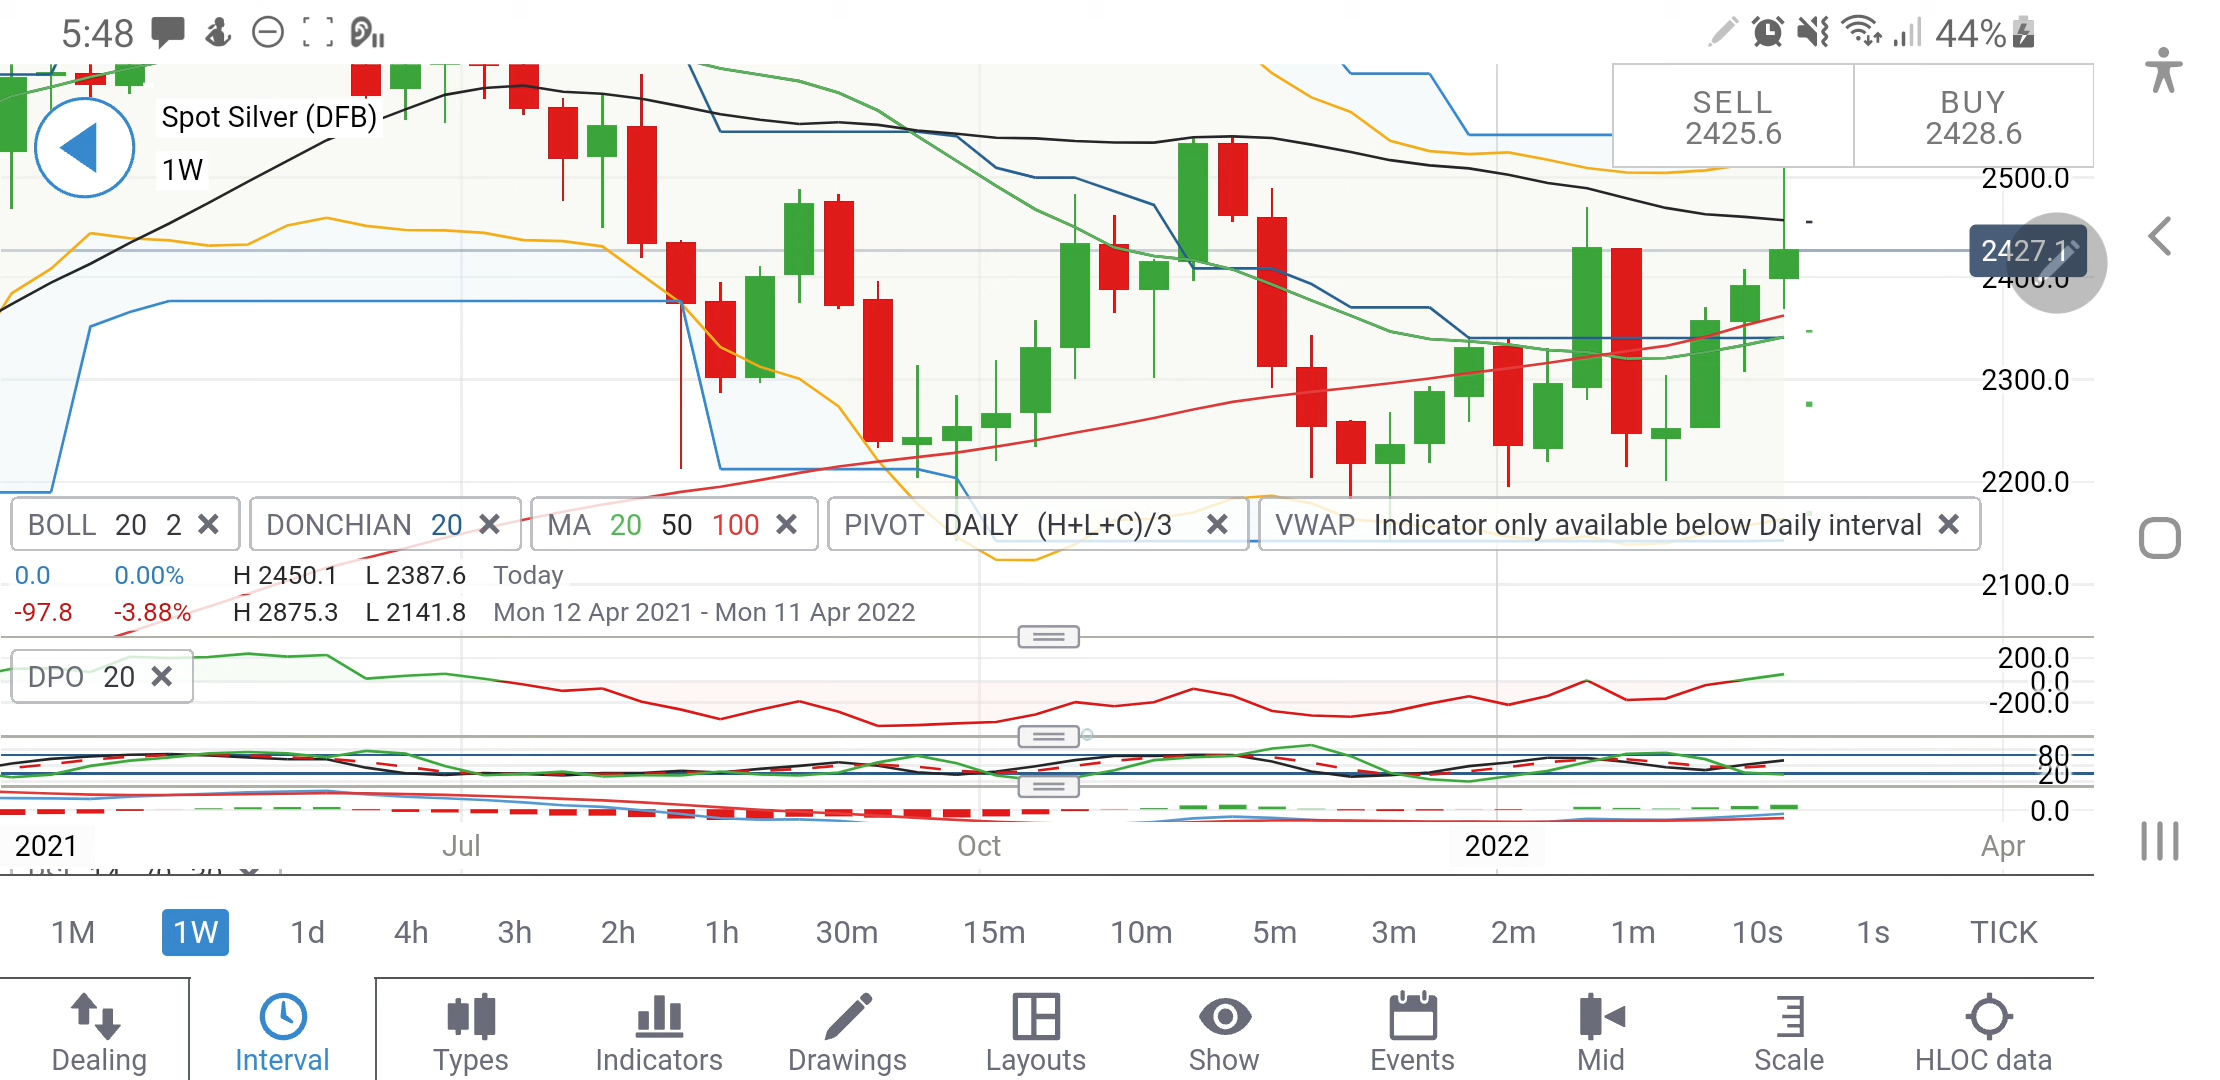 5:48
44%
Spot Silver (DFB)
1W
SELL
2425.6
BUY
2428.6
2500.0
2427.1
2400.0
2300.0
2200.0
BOLL 20 2
DONCHIAN 20
MA 20 50 100
PIVOT DAILY (H+L+C)/3
VWAP Indicator only available below Daily interval
0.0 0.00% H 2450.1 L 2387.6 Today
-97.8 -3.88% H 2875.3 L 2141.8 Mon 12 Apr 2021 - Mon 11 Apr 2022
2100.0
DPO 20
200.0
0.0
-200.0
80
20
0.0
2021 Jul Oct 2022 Apr
1M 1W 1d 4h 3h 2h 1h 30m 15m 10m 5m 3m 2m 1m 10s 1s TICK
Dealing Interval Types Indicators Drawings Layouts Show Events Mid Scale HLOC data